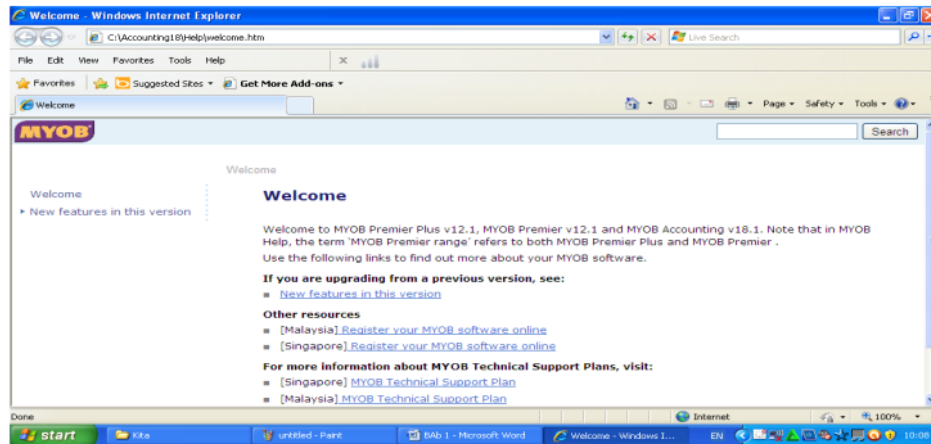 Welcome - Windows Internet Explorer
C:\Accounting18\Help\welcome.htm
Live Search
File Edit View Favorites Tools Help
Favorites Suggested Sites Get More Add-ons
Welcome
Page Safety Tools
MYOB
Search
Welcome
Welcome
New features in this version
Welcome
Welcome to MYOB Premier Plus v12.1, MYOB Premier v12.1 and MYOB Accounting v18.1. Note that in MYOB
Help, the term 'MYOB Premier range' refers to both MYOB Premier Plus and MYOB Premier .
Use the following links to find out more about your MYOB software.
If you are upgrading from a previous version, see:
New features in this version
Other resources
[Malaysia] Register your MYOB software online
[Singapore] Register your MYOB software online
For more information about MYOB Technical Support Plans, visit:
[Singapore] MYOB Technical Support Plan
[Malaysia] MYOB Technical Support Plan
Done
Internet
100%
start
Kita
untitled - Paint
BAb 1 - Microsoft Word
Welcome - Windows I...
EN
10:08